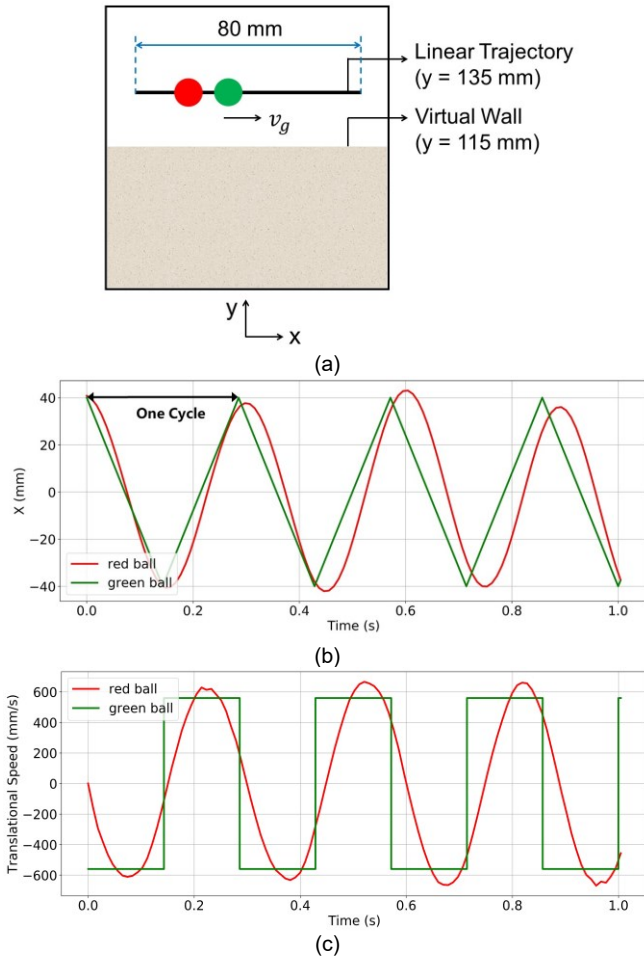 80 mm
Linear Trajectory
(y = 135 mm)
v_g
Virtual Wall
(y = 115 mm)
y
x
(a)
One Cycle
X (mm)
40
20
0
−20
−40
red ball
green ball
0.0 0.2 0.4 0.6 0.8 1.0
Time (s)
(b)
Translational Speed (mm/s)
600
400
200
0
−200
−400
−600
red ball
green ball
0.0 0.2 0.4 0.6 0.8 1.0
Time (s)
(c)